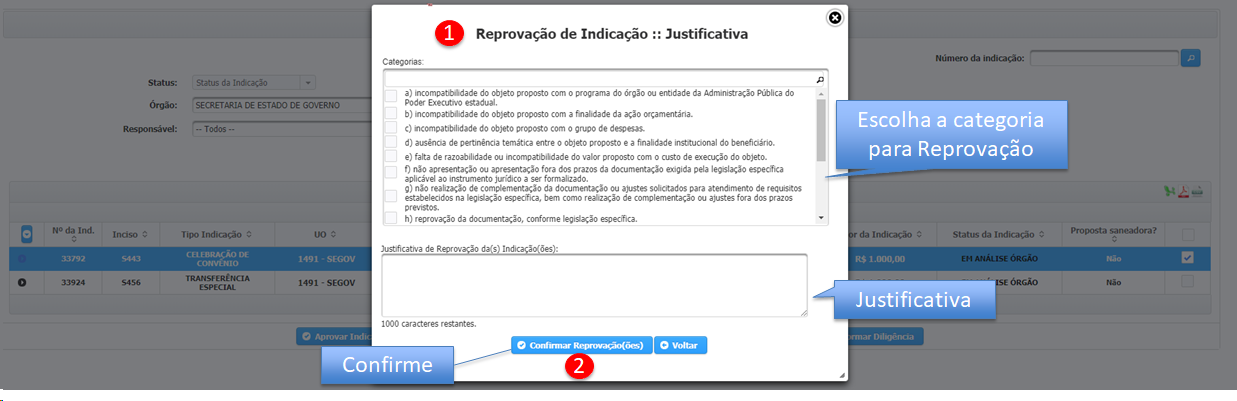 1
Reprovação de Indicação :: Justificativa
Número da indicação:
Status:
Status da Indicação
Órgão:
SECRETARIA DE ESTADO DE GOVERNO
Responsável:
-- Todos --
Categorias:
a) incompatibilidade do objeto proposto com o programa do órgão ou entidade da Administração Pública do
Poder Executivo estadual.
b) incompatibilidade do objeto proposto com a finalidade da ação orçamentária.
c) incompatibilidade do objeto proposto com o grupo de despesas.
d) ausência de pertinência temática entre o objeto proposto e a finalidade institucional do beneficiário.
e) falta de razoabilidade ou incompatibilidade do valor proposto com o custo de execução do objeto.
f) não apresentação ou apresentação fora dos prazos da documentação exigida pela legislação específica
aplicável ao instrumento jurídico a ser formalizado.
g) não realização de complementação da documentação ou ajustes solicitados para atendimento de requisitos
estabelecidos na legislação específica, bem como realização de complementação ou ajustes fora dos prazos
previstos.
h) reprovação da documentação, conforme legislação específica.
Escolha a categoria
para Reprovação
Nº da Ind.
Inciso
Tipo Indicação
UO
or da Indicação
Status da Indicação
Proposta saneadora?
33792
S443
CELEBRAÇÃO DE
CONVÊNIO
1491 - SEGOV
R$ 1.000,00
EM ANÁLISE ÓRGÃO
Não
33924
S456
TRANSFERÊNCIA
ESPECIAL
1491 - SEGOV
ÓRGÃO
Não
Justificativa de Reprovação da(s) Indicação(ões):
Justificativa
1000 caracteres restantes.
Aprovar Indic
Confirmar Reprovação(ões)
Voltar
rmar Diligência
Confirme
2